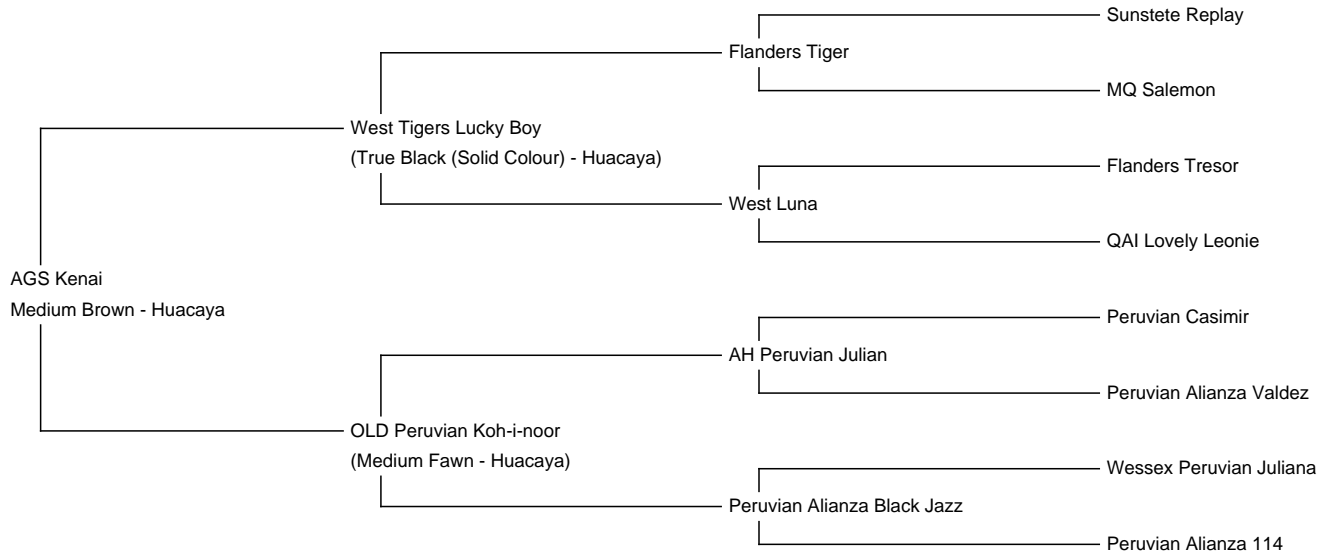 Sunstete Replay
Flanders Tiger
MQ Salemon
West Tigers Lucky Boy
(True Black (Solid Colour) - Huacaya)
Flanders Tresor
West Luna
QAI Lovely Leonie
AGS Kenai
Medium Brown - Huacaya
Peruvian Casimir
AH Peruvian Julian
Peruvian Alianza Valdez
OLD Peruvian Koh-i-noor
(Medium Fawn - Huacaya)
Wessex Peruvian Juliana
Peruvian Alianza Black Jazz
Peruvian Alianza 114